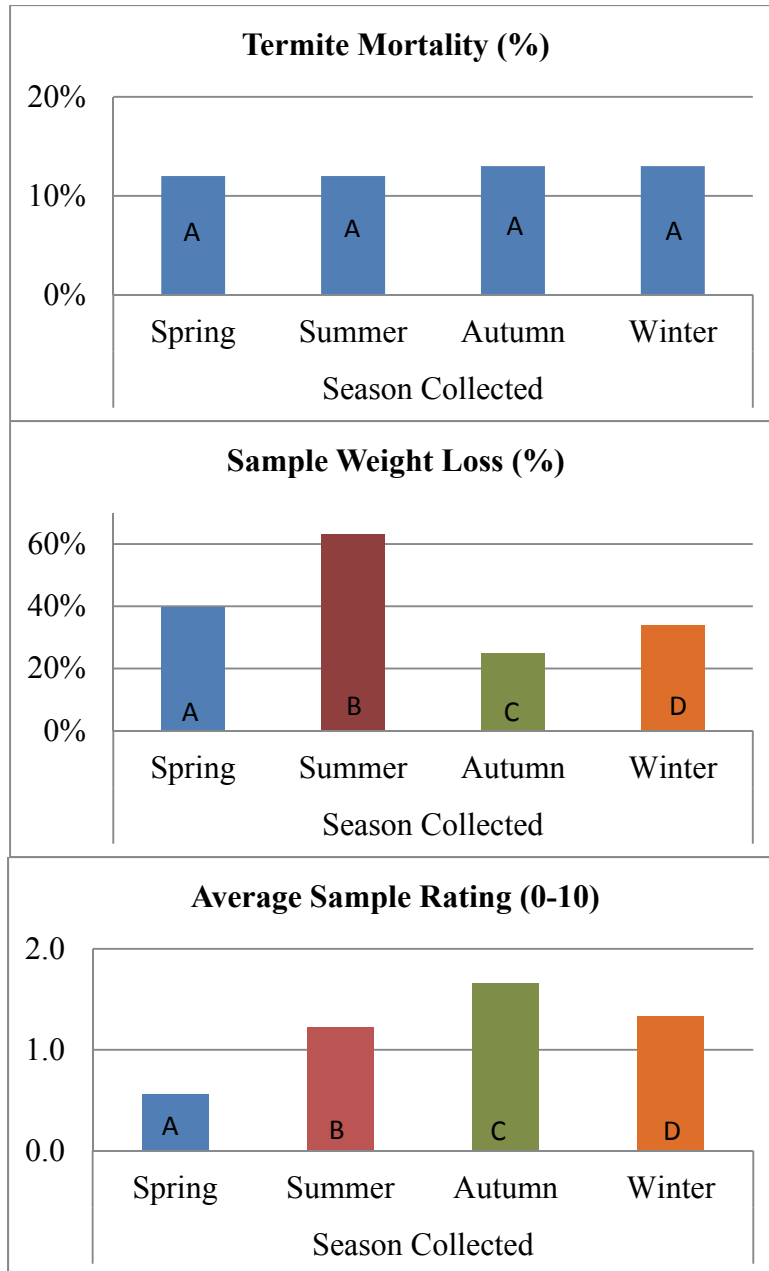 Termite Mortality (%)
20%
10%
0%
A A A A
Spring Summer Autumn Winter
Season Collected
Sample Weight Loss (%)
60%
40%
20%
0%
A B C D
Spring Summer Autumn Winter
Season Collected
Average Sample Rating (0-10)
2.0
1.0
0.0
A B C D
Spring Summer Autumn Winter
Season Collected